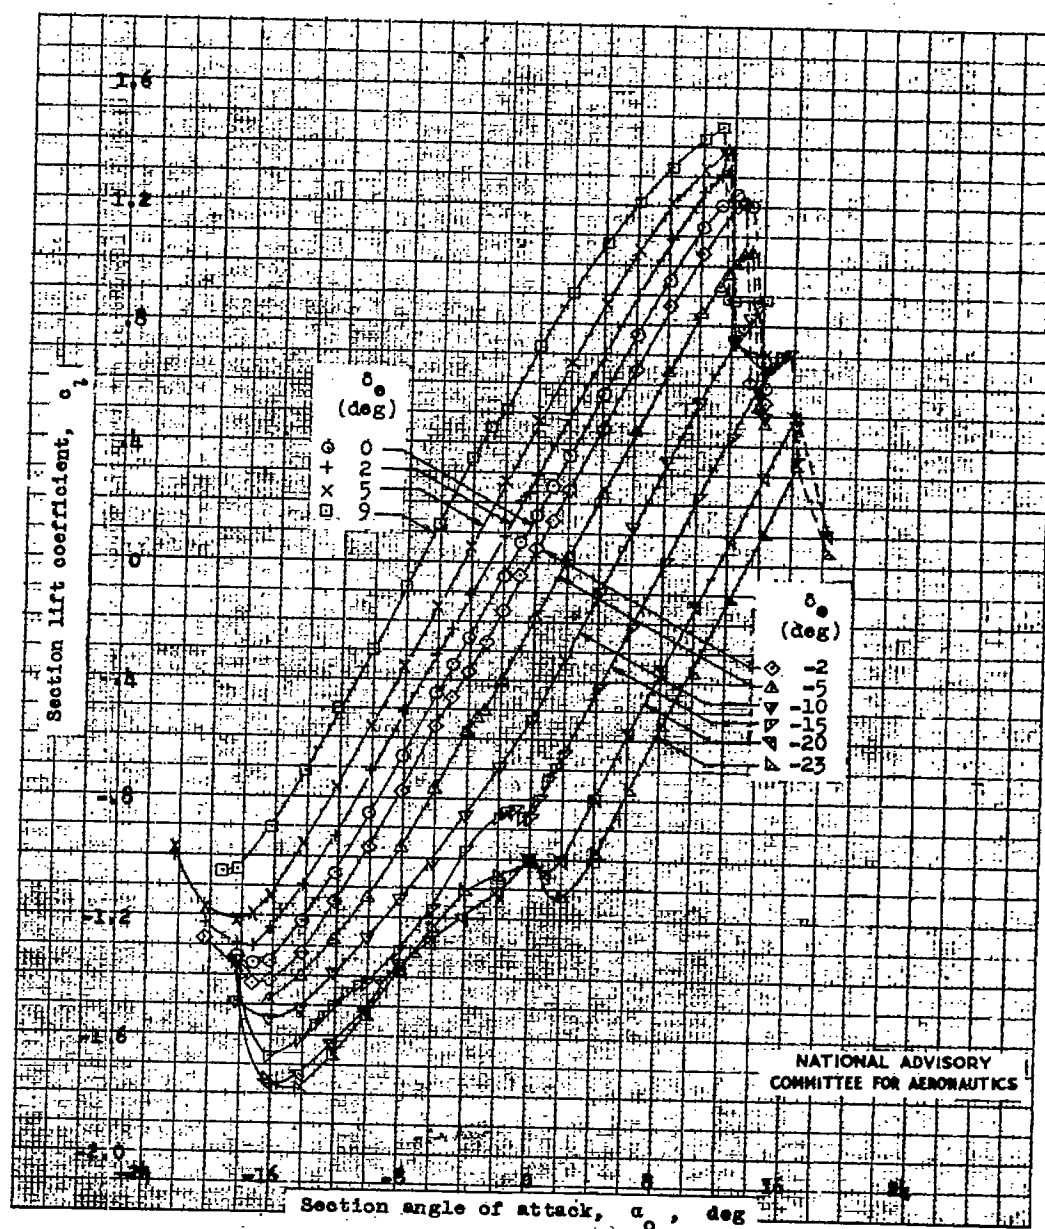 1.6
1.2
.8
.4
0
-.4
-.8
-1.2
-1.6
-2.0
Section lift coefficient, c_l
δ_e
(deg)
0
2
5
9
δ_e
(deg)
-2
-5
-10
-15
-20
-23
NATIONAL ADVISORY
COMMITTEE FOR AERONAUTICS
-16 -8 0 8 16 24
Section angle of attack, α_o , deg